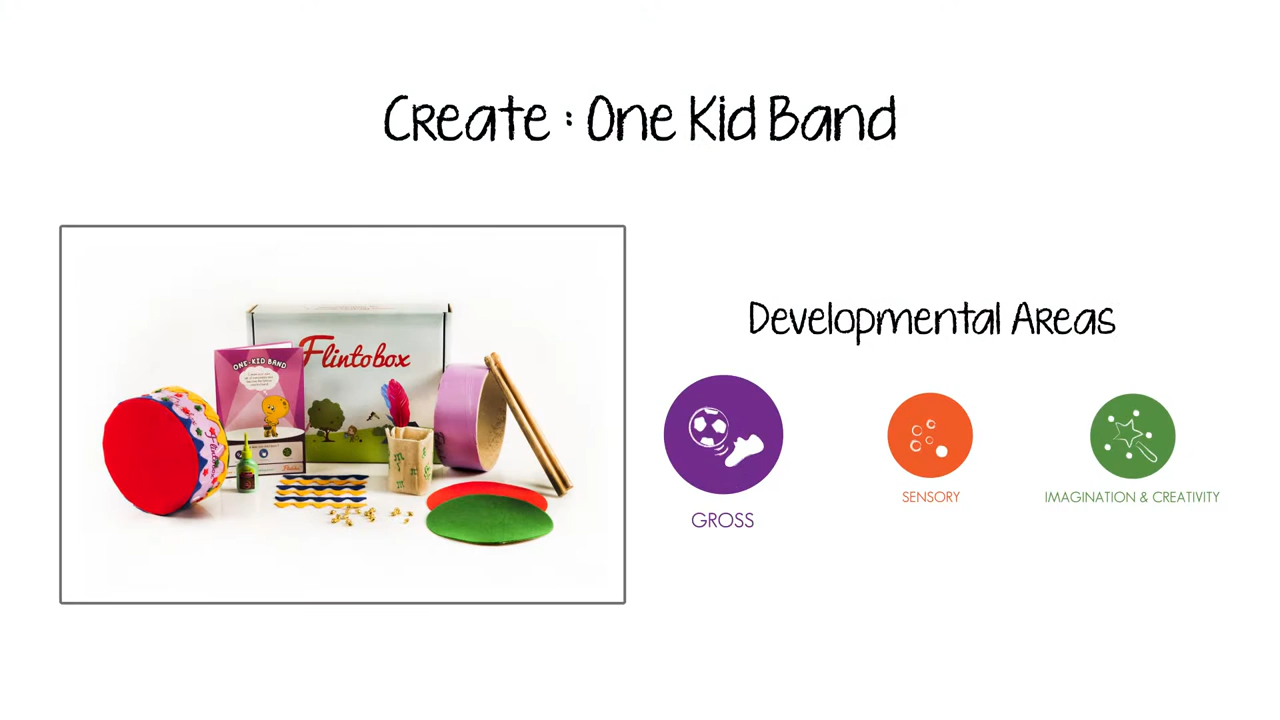 Create : One Kid Band
Flintobox
ONE-KID BAND
Developmental Areas
GROSS
SENSORY
IMAGINATION & CREATIVITY